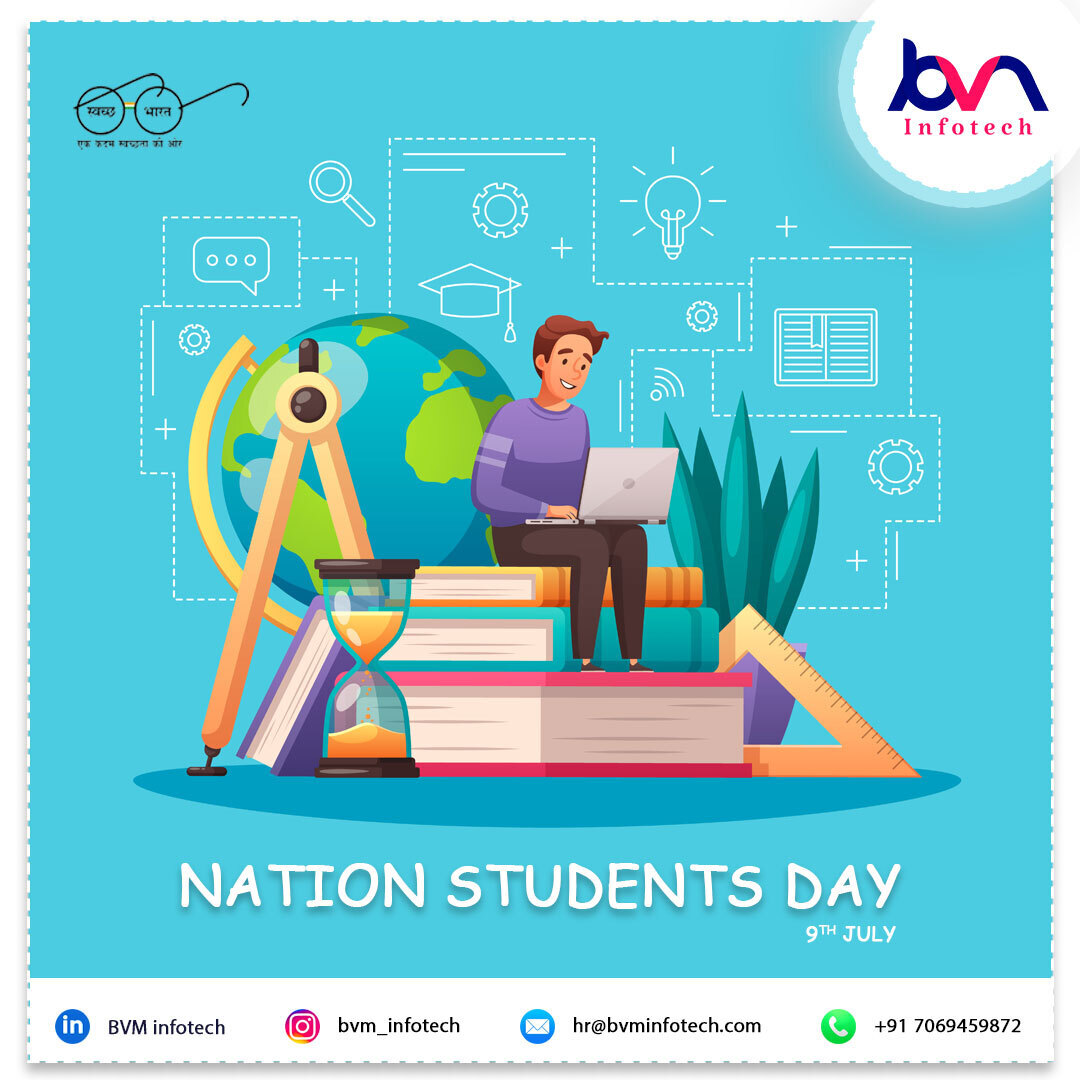 स्वच्छ भारत
एक कदम स्वच्छता की ओर
bvn
Infotech
NATION STUDENTS DAY
9TH JULY
BVM infotech
bvm_infotech
hr@bvminfotech.com
+91 7069459872